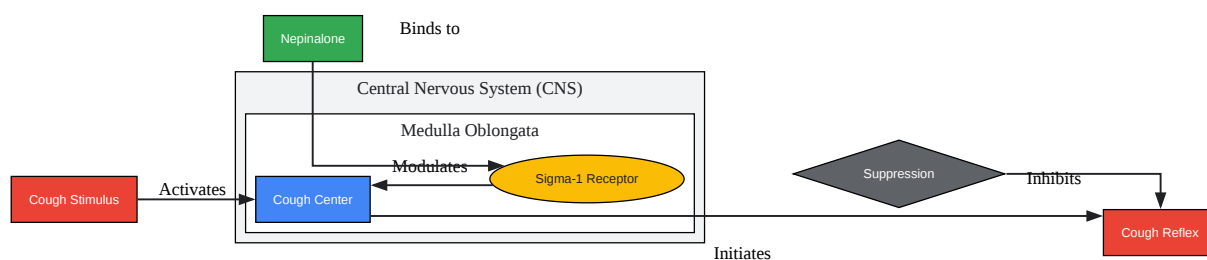 Nepinalone
Binds to
Central Nervous System (CNS)
Medulla Oblongata
Modulates
Sigma-1 Receptor
Suppression
Inhibits
Cough Stimulus
Activates
Cough Center
Cough Reflex
Initiates